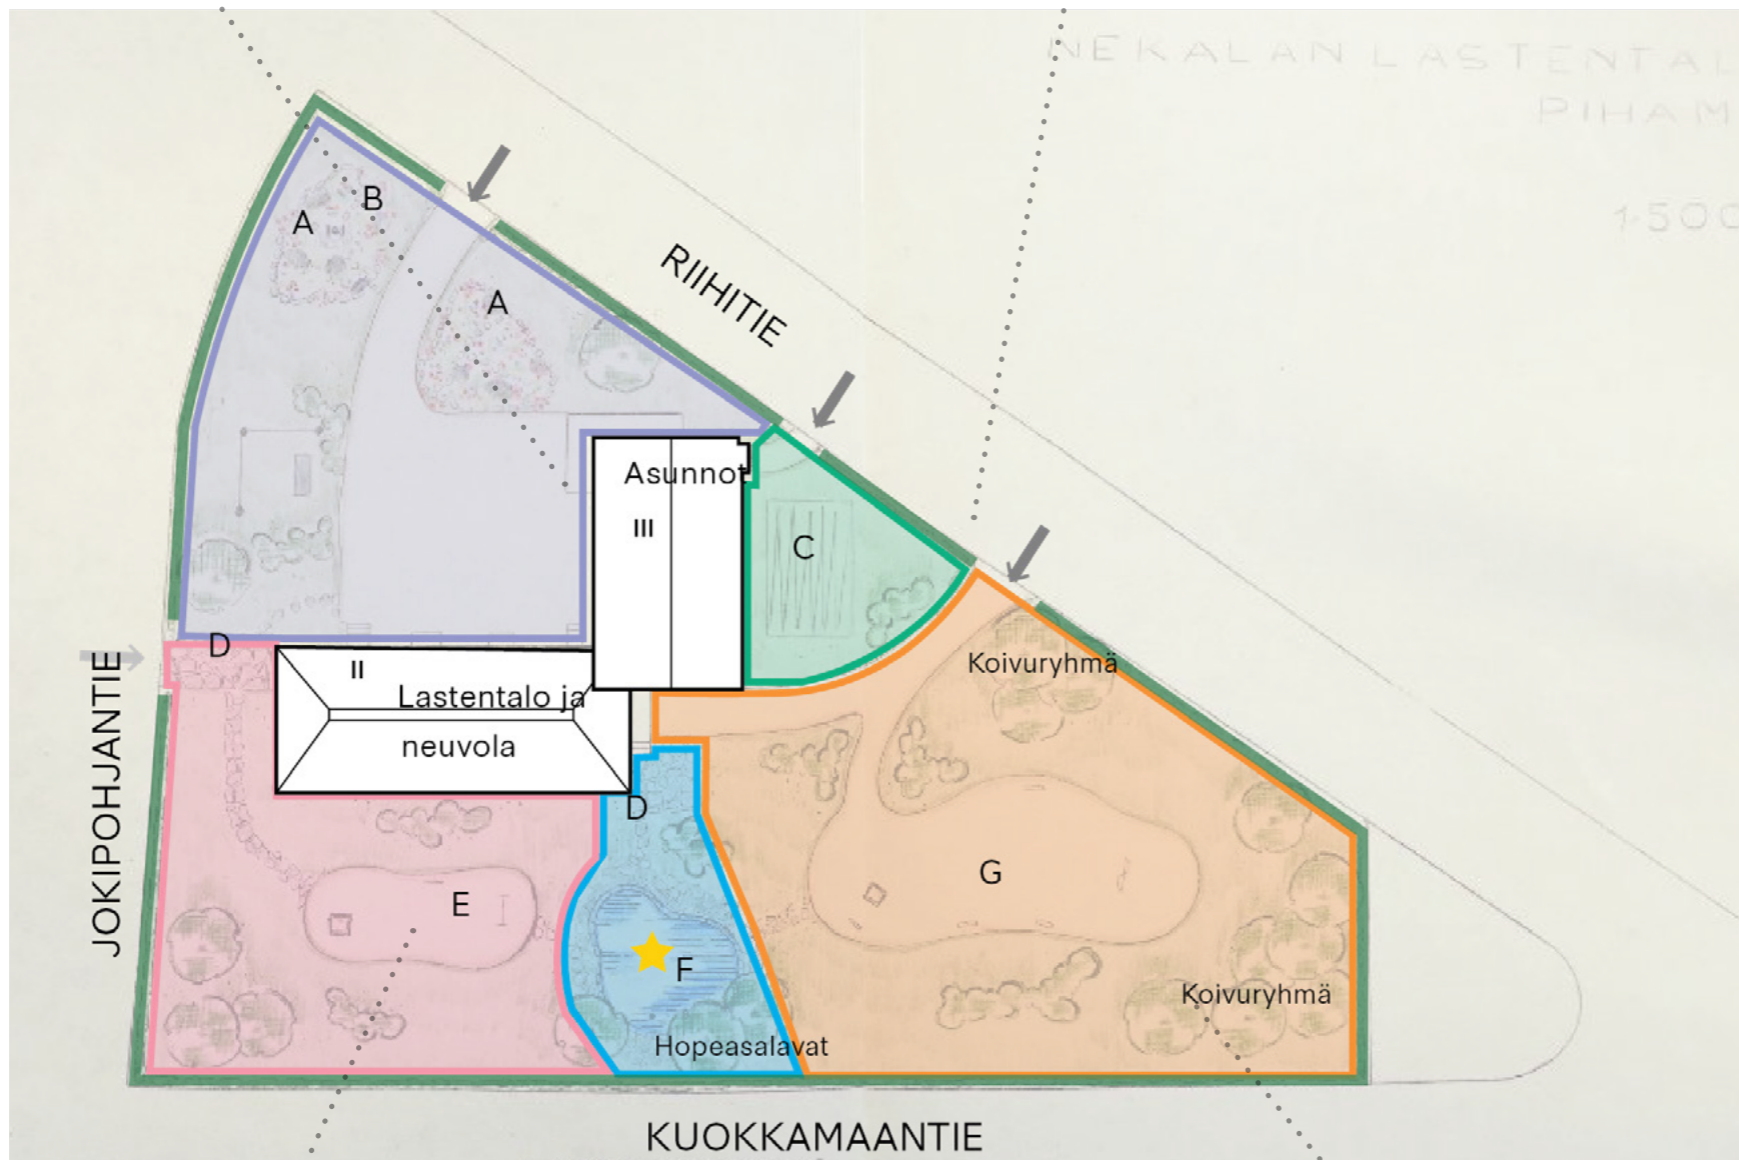 NEKALAN LASTENTAL
PIHAM
1:500
B
A
A
RIIHITIE
Asunnot
III
C
D
II
Lastentalo ja
neuvola
Koivuryhmä
JOKIPOHJANTIE
D
E
G
F
Koivuryhmä
Hopeasalavat
KUOKKAMAANTIE